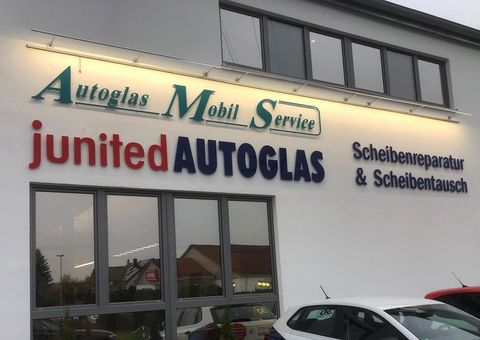 Autoglas Mobil Service
junited AUTOGLAS
Scheibenreparatur
& Scheibentausch